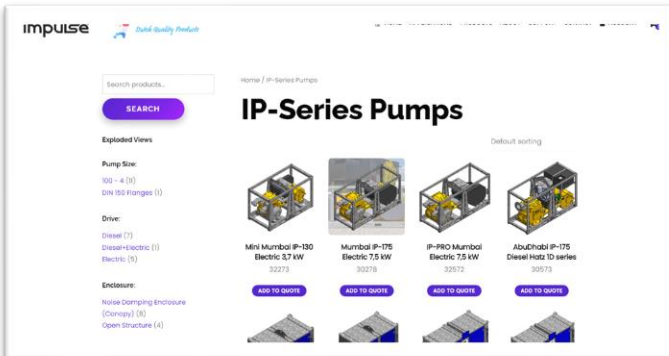 impulse
Dutch Quality Products
Search products…
SEARCH
Exploded Views
Pump Size:
100 - 4 (11)
DIN 150 Flanges (1)
Drive:
Diesel (7)
Diesel+Electric (1)
Electric (5)
Enclosure:
Noise Damping Enclosure
(Canopy) (8)
Open Structure (4)
Home / IP-Series Pumps
IP-Series Pumps
Default sorting
Mini Mumbai IP-130
Electric 3,7 kW
32273
ADD TO QUOTE
Mumbai IP-175
Electric 7,5 kW
30278
ADD TO QUOTE
IP-PRO Mumbai
Electric 7,5 kW
32572
ADD TO QUOTE
AbuDhabi IP-175
Diesel Hatz 1D series
30573
ADD TO QUOTE